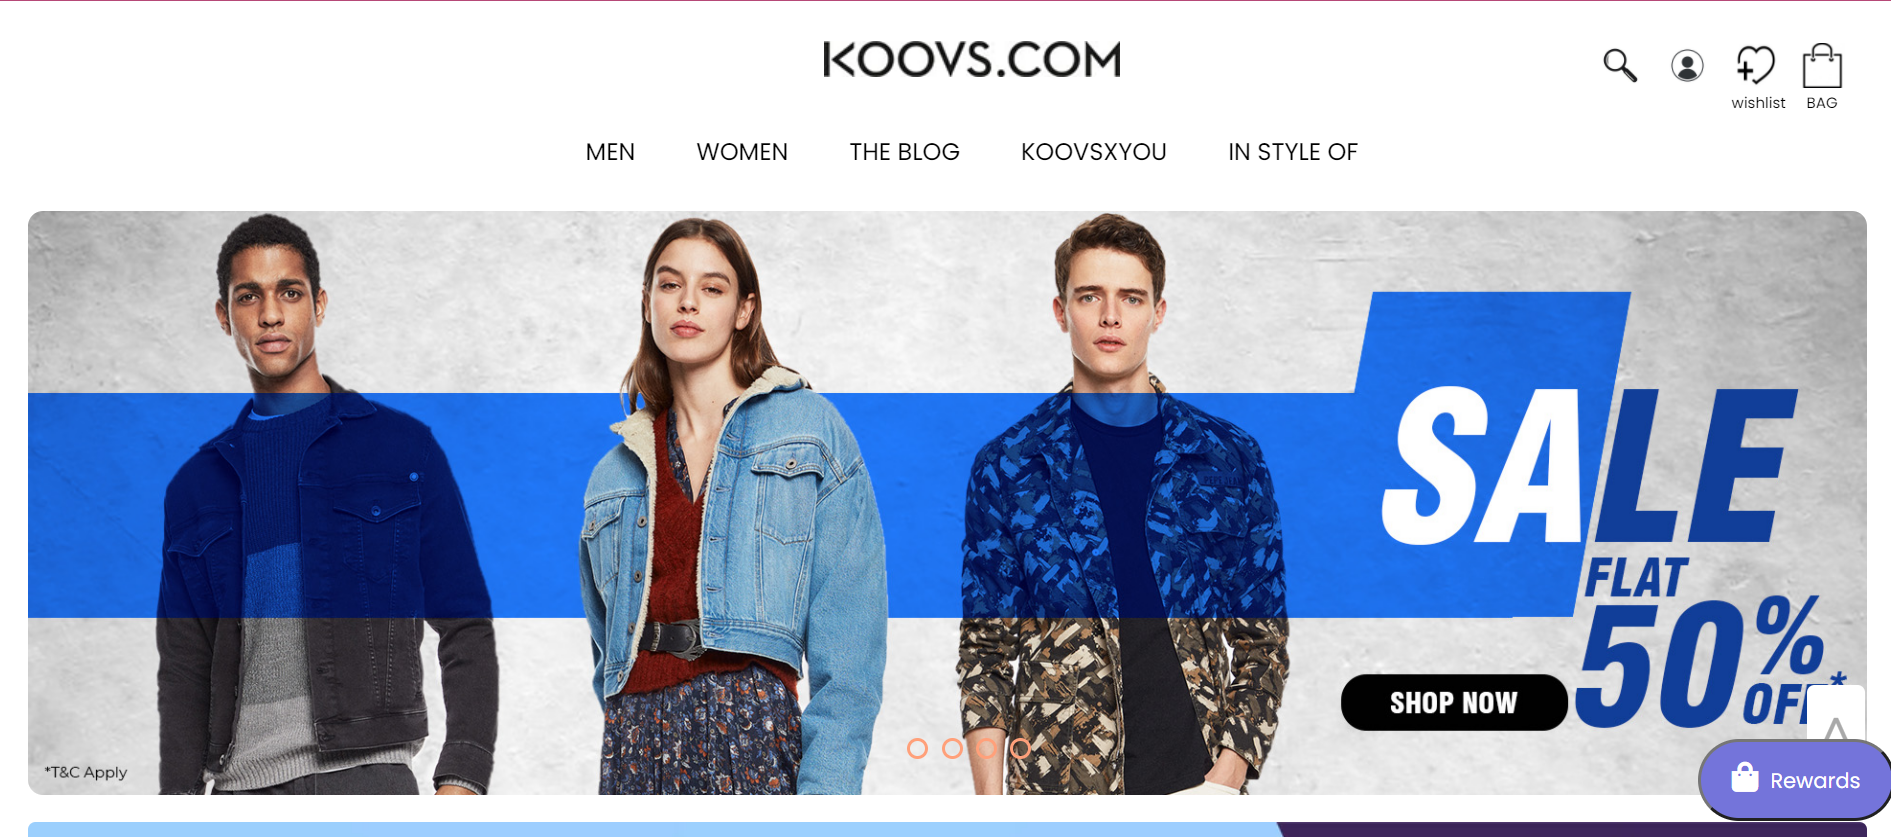 KOOVS.COM
wishlist
BAG
MEN
WOMEN
THE BLOG
KOOVSXYOU
IN STYLE OF
SALE
FLAT
50%
OFF*
SHOP NOW
*T&C Apply
Rewards